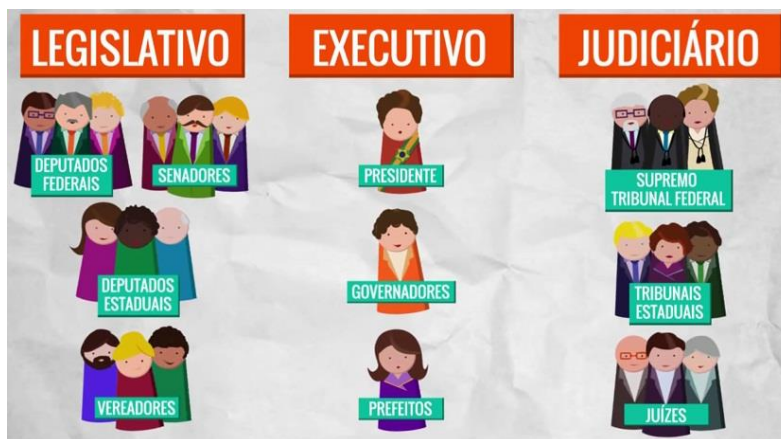 LEGISLATIVO
EXECUTIVO
JUDICIÁRIO
DEPUTADOS
FEDERAIS
SENADORES
PRESIDENTE
SUPREMO
TRIBUNAL FEDERAL
DEPUTADOS
ESTADUAIS
GOVERNADORES
TRIBUNAIS
ESTADUAIS
VEREADORES
PREFEITOS
JUÍZES